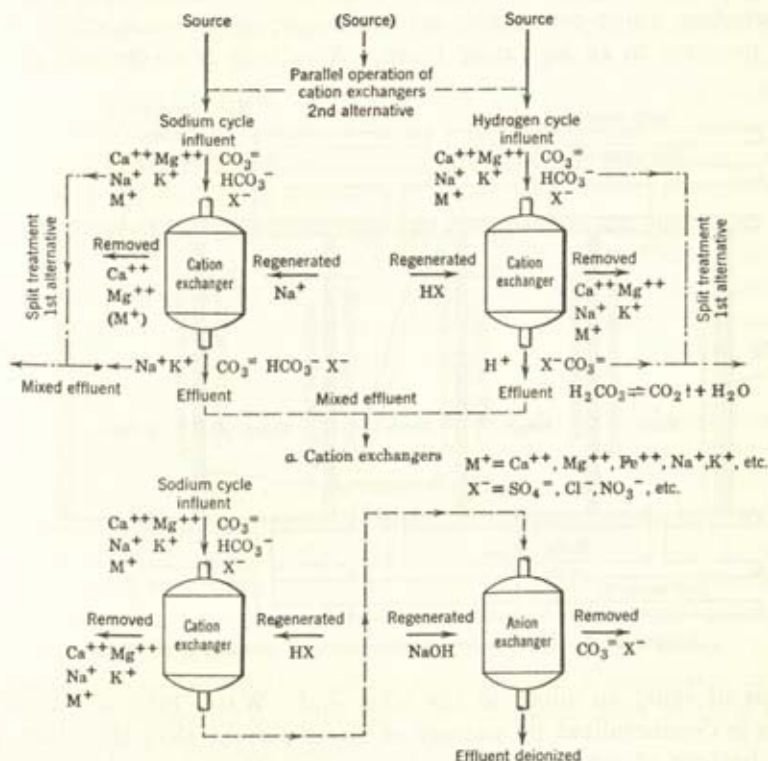 Source
(Source)
Source
Parallel operation of
cation exchangers
2nd alternative
Sodium cycle
influent
Hydrogen cycle
influent
Ca++ Mg++ CO3=
Na+ K+ HCO3-
M+ X-
Ca++ Mg++ CO3=
Na+ K+ HCO3-
M+ X-
Split treatment
1st alternative
Removed
Ca++
Mg++
(M+)
Cation
exchanger
Regenerated
Na+
Regenerated
HX
Cation
exchanger
Removed
Ca++ Mg++
Na+ K+
M+
Split treatment
1st alternative
Mixed effluent
Na+K+ CO3= HCO3- X-
Effluent
Mixed effluent
H+ X-CO3=
Effluent
H2CO3⇌CO2↑+H2O
a. Cation exchangers
M+=Ca++, Mg++, Fe++, Na+,K+, etc.
X-=SO4=, Cl-,NO3-, etc.
Sodium cycle
influent
Ca++ Mg++ CO3=
Na+ K+ HCO3-
M+ X-
Removed
Ca++ Mg++
Na+ K+
M+
Cation
exchanger
Regenerated
HX
Regenerated
NaOH
Anion
exchanger
Removed
CO3= X-
Effluent deionized